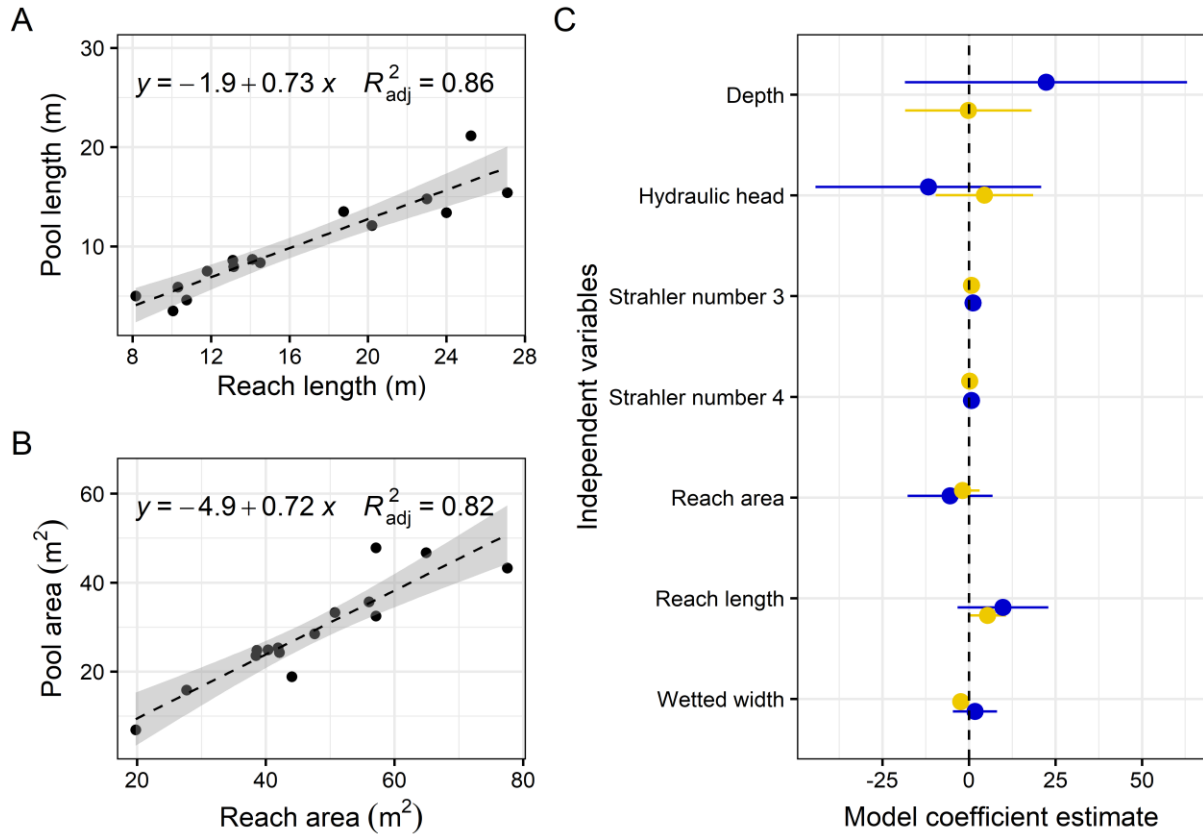 A
30
20
10
y = −1.9 + 0.73 x R²adj = 0.86
Pool length (m)
8 12 16 20 24 28
Reach length (m)
B
60
40
20
y = −4.9 + 0.72 x R²adj = 0.82
Pool area (m²)
20 40 60 80
Reach area (m²)
C
Independent variables
Depth
Hydraulic head
Strahler number 3
Strahler number 4
Reach area
Reach length
Wetted width
-25 0 25 50
Model coefficient estimate